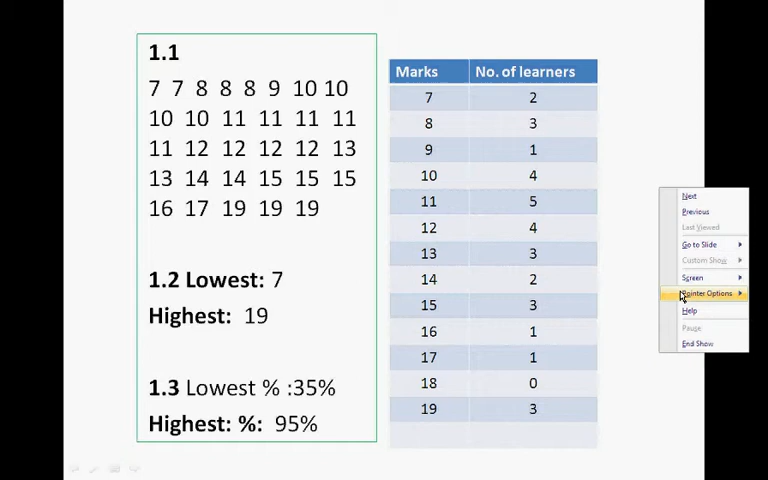 1.1
7 7 8 8 8 9 10 10
10 10 11 11 11 11
11 12 12 12 12 13
13 14 14 15 15 15
16 17 19 19 19
1.2 Lowest: 7
Highest: 19
1.3 Lowest % :35%
Highest: %: 95%
Marks No. of learners
7 2
8 3
9 1
10 4
11 5
12 4
13 3
14 2
15 3
16 1
17 1
18 0
19 3
Next
Previous
Last Viewed
Go to Slide
Custom Show
Screen
Pointer Options
Help
Pause
End Show